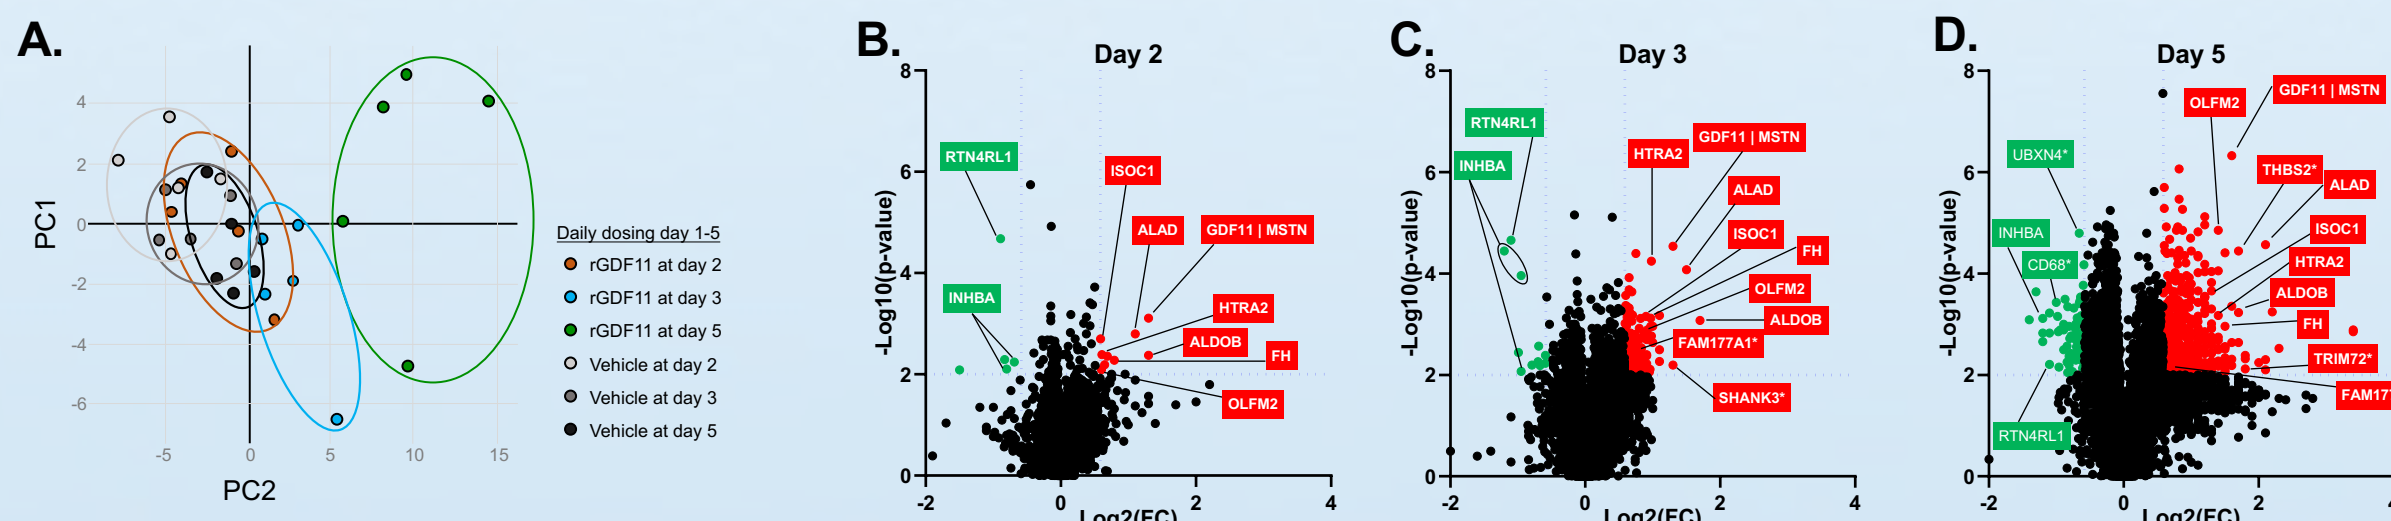 A.
4
2
0
-2
-4
-6
-5
0
5
10
15
PC1
PC2
Daily dosing day 1-5
rGDF11 at day 2
rGDF11 at day 3
rGDF11 at day 5
Vehicle at day 2
Vehicle at day 3
Vehicle at day 5
B.
Day 2
8
6
4
2
0
-2
0
2
4
-Log10(p-value)
Log2(FC)
RTN4RL1
ISOC1
ALAD
GDF11 | MSTN
INHBA
HTRA2
ALDOB
FH
OLFM2
C.
Day 3
8
6
4
2
0
-2
0
2
4
-Log10(p-value)
Log2(FC)
RTN4RL1
INHBA
HTRA2
GDF11 | MSTN
ALAD
ISOC1
FH
OLFM2
ALDOB
FAM177A1*
SHANK3*
D.
Day 5
8
6
4
2
0
-2
0
2
-Log10(p-value)
Log2(FC)
OLFM2
GDF11 | MSTN
UBXN4*
THBS2*
ALAD
INHBA
ISOC1
CD68*
HTRA2
ALDOB
FH
TRIM72*
RTN4RL1